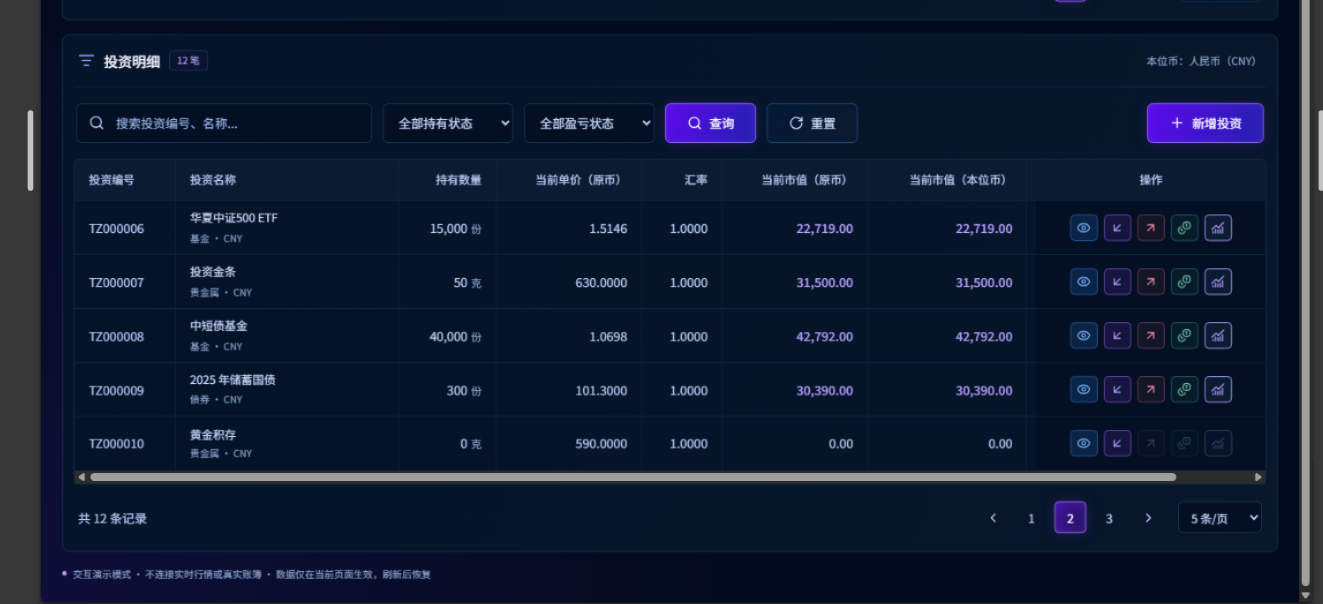 投资明细 12 笔 本位币：人民币（CNY）
搜索投资编号、名称... 全部持有状态 全部盈亏状态 查询 重置 + 新增投资
投资编号 投资名称 持有数量 当前单价（原币） 汇率 当前市值（原币） 当前市值（本位币） 操作
TZ000006 华夏中证500 ETF 15,000 份 1.5146 1.0000 22,719.00 22,719.00
基金 · CNY
TZ000007 投资金条 50 克 630.0000 1.0000 31,500.00 31,500.00
贵金属 · CNY
TZ000008 中短债基金 40,000 份 1.0698 1.0000 42,792.00 42,792.00
基金 · CNY
TZ000009 2025 年储蓄国债 300 份 101.3000 1.0000 30,390.00 30,390.00
债券 · CNY
TZ000010 黄金积存 0 克 590.0000 1.0000 0.00 0.00
贵金属 · CNY
共 12 条记录 1 2 3 5 条/页
交互演示模式 · 不连接实时行情或真实账簿 · 数据仅在当前页面生效，刷新后恢复